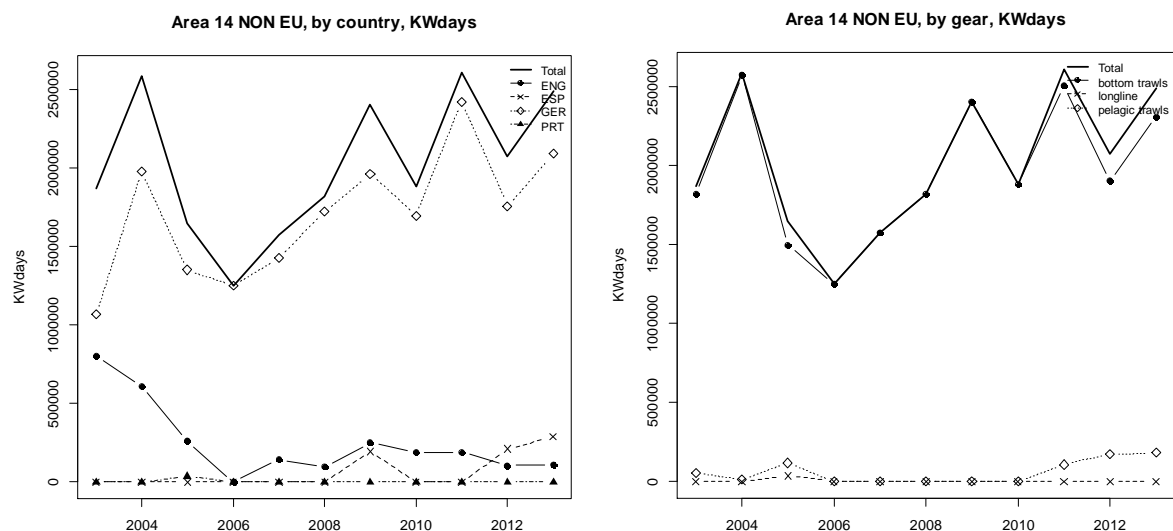 Area 14 NON EU, by country, KWdays
KWdays
0
500000
1000000
1500000
2000000
2500000
2004
2006
2008
2010
2012
Total
ENG
ESP
GER
PRT
Area 14 NON EU, by gear, KWdays
KWdays
0
500000
1000000
1500000
2000000
2500000
2004
2006
2008
2010
2012
Total
bottom trawls
longline
pelagic trawls